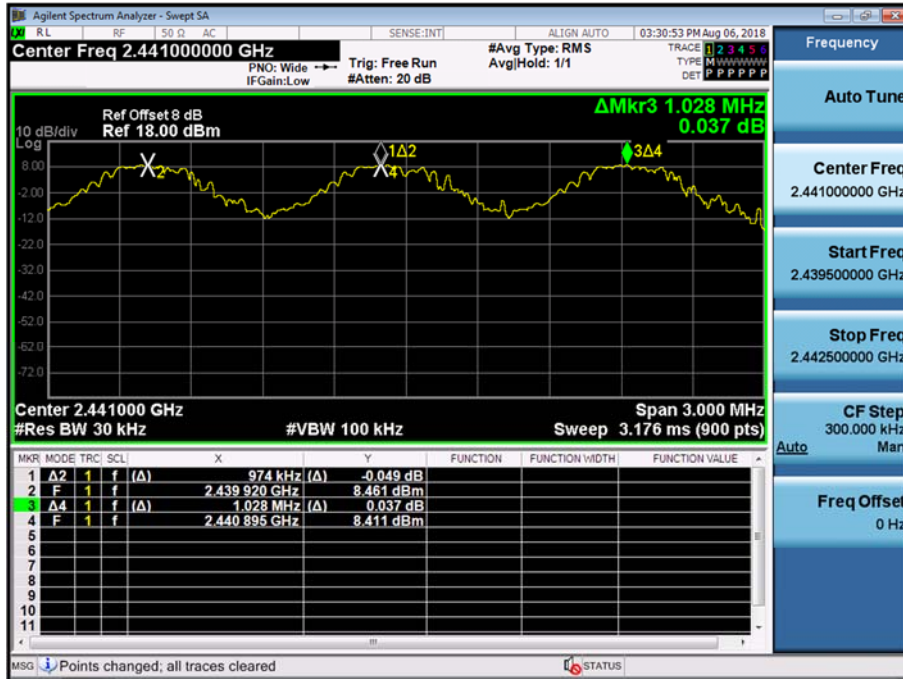 Agilent Spectrum Analyzer - Swept SA
LXI RL RF 50 Ω AC SENSE:INT ALIGN AUTO 03:30:53 PM Aug 06, 2018
Center Freq 2.441000000 GHz
PNO: Wide
IFGain:Low
Trig: Free Run
#Atten: 20 dB
#Avg Type: RMS
Avg|Hold: 1/1
TRACE 1 2 3 4 5 6
TYPE M W W W W W
DET P P P P P P
ΔMkr3 1.028 MHz
0.037 dB
Ref Offset 8 dB
10 dB/div Ref 18.00 dBm
Log
1Δ2
3Δ4
2
4
8.00
-2.00
-12.0
-22.0
-32.0
-42.0
-52.0
-62.0
-72.0
Center 2.441000 GHz Span 3.000 MHz
#Res BW 30 kHz #VBW 100 kHz Sweep 3.176 ms (900 pts)
MKR MODE TRC SCL X Y FUNCTION FUNCTION WIDTH FUNCTION VALUE
1 Δ2 1 f (Δ) 974 kHz (Δ) -0.049 dB
2 F 1 f 2.439 920 GHz 8.461 dBm
3 Δ4 1 f (Δ) 1.028 MHz (Δ) 0.037 dB
4 F 1 f 2.440 895 GHz 8.411 dBm
5
6
7
8
9
10
11
MSG Points changed; all traces cleared STATUS
Frequency
Auto Tune
Center Freq
2.441000000 GHz
Start Freq
2.439500000 GHz
Stop Freq
2.442500000 GHz
CF Step
300.000 kHz
Auto Man
Freq Offset
0 Hz